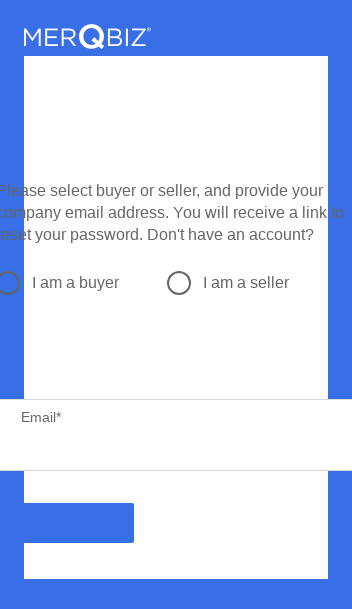 MERQBIZ®
Please select buyer or seller, and provide your
company email address. You will receive a link to
reset your password. Don't have an account?
I am a buyer
I am a seller
Email*